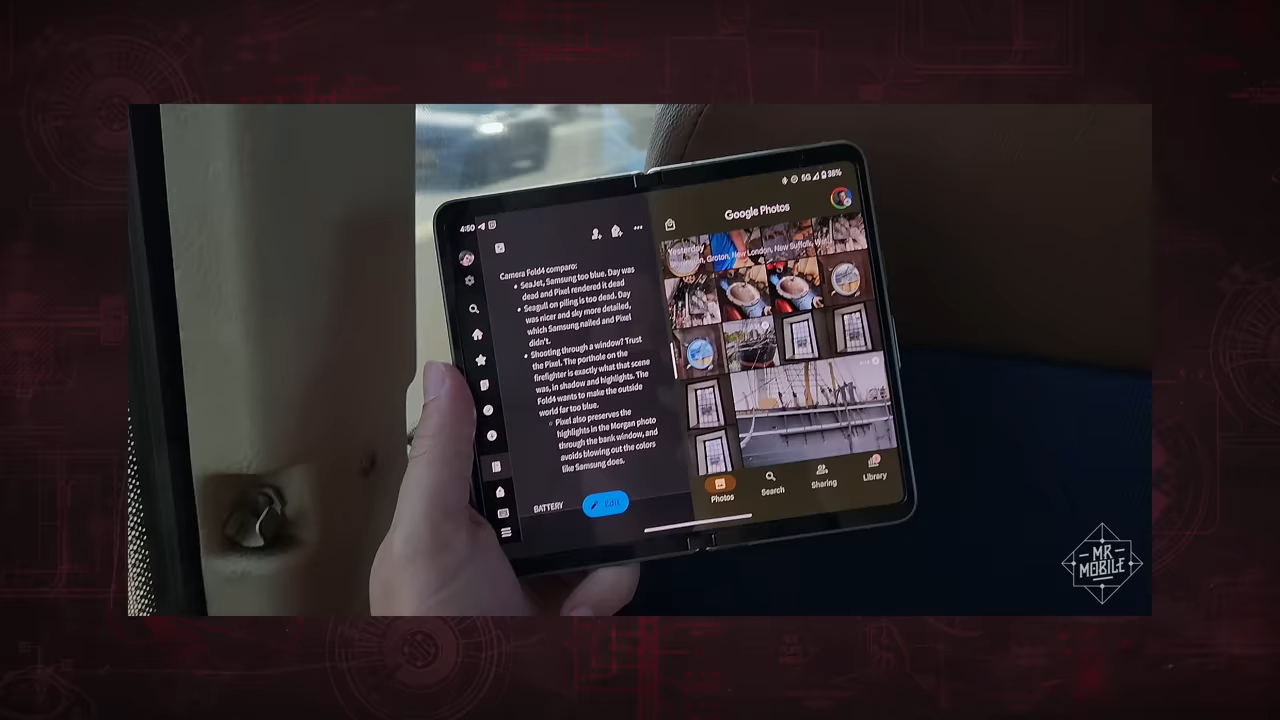 4:50
5G 38%
Camera Fold4 comparo:
• SeaJet, Samsung too blue. Day was
dead and Pixel rendered it dead
• Seagull on piling is too dead. Day
was nicer and sky more detailed,
which Samsung nailed and Pixel
didn't.
• Shooting through a window? Trust
the Pixel. The porthole on the
firefighter is exactly what that scene
was, in shadow and highlights. The
Fold4 wants to make the outside
world far too blue.
Pixel also preserves the
highlights in the Morgan photo
through the bank window, and
avoids blowing out the colors
like Samsung does.
BATTERY
Edit
Google Photos
Yesterday
Groton, New London, New Suffolk,
Photos
Search
Sharing
Library
MR
MOBILE